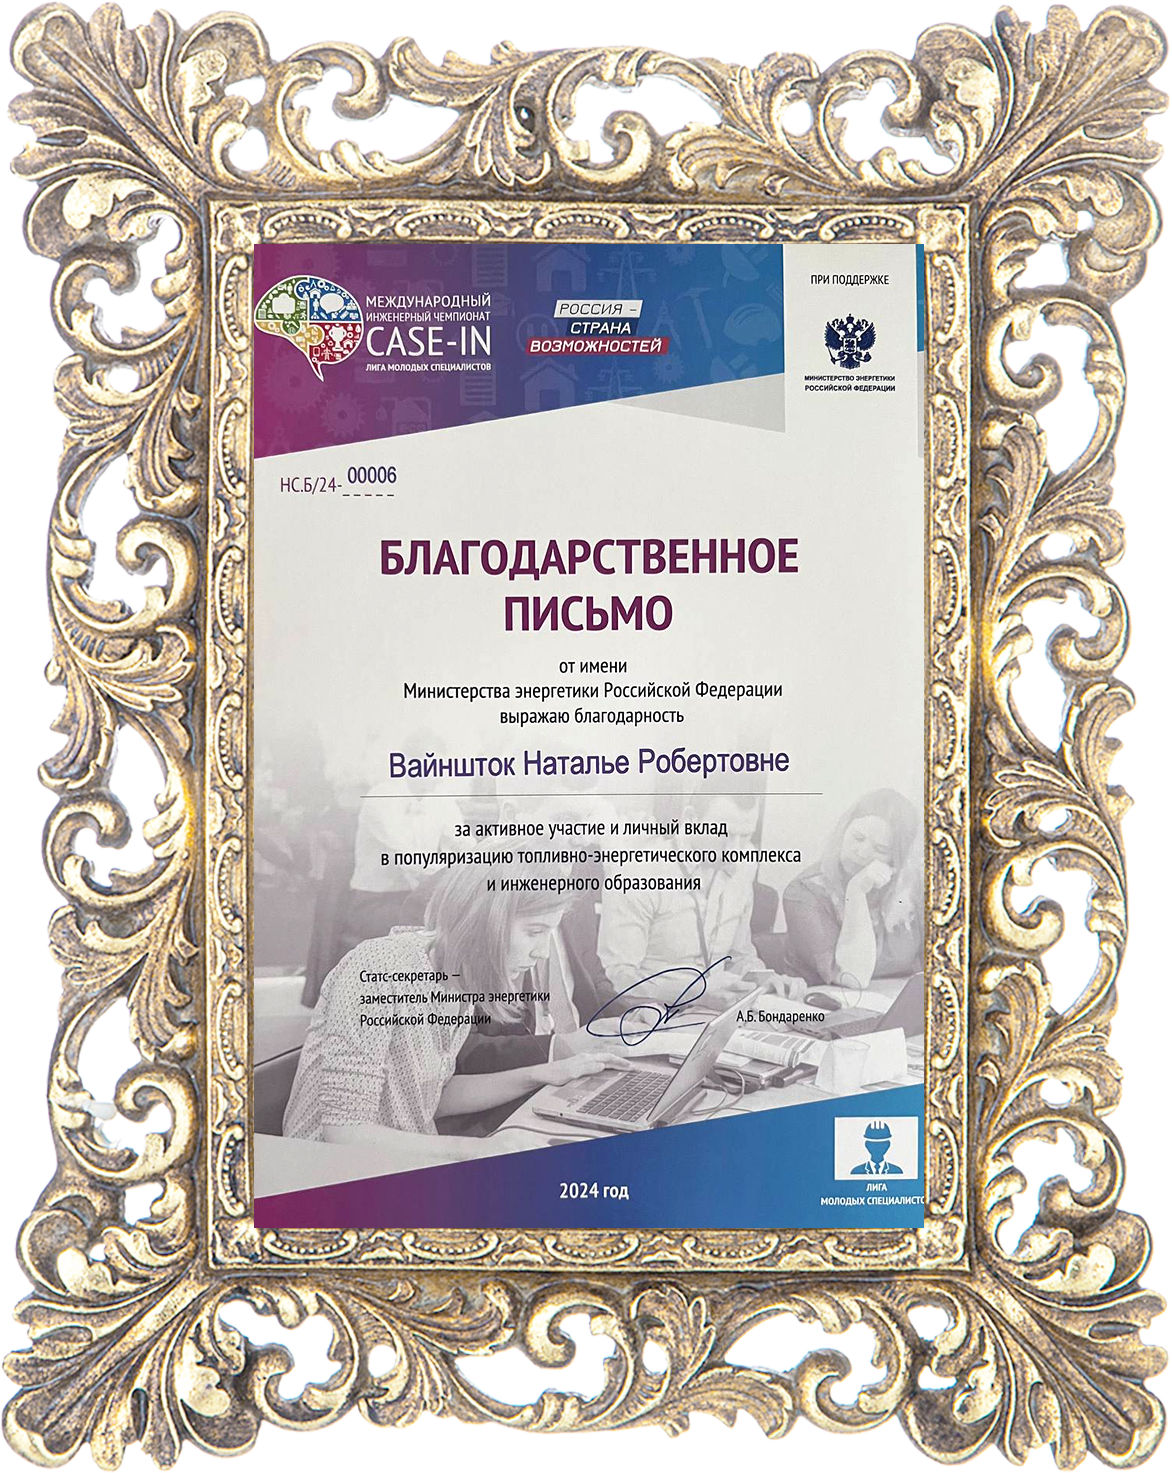 МЕЖДУНАРОДНЫЙ
ИНЖЕНЕРНЫЙ ЧЕМПИОНАТ
CASE-IN
ЛИГА МОЛОДЫХ СПЕЦИАЛИСТОВ
РОССИЯ –
СТРАНА
ВОЗМОЖНОСТЕЙ
ПРИ ПОДДЕРЖКЕ
МИНИСТЕРСТВО ЭНЕРГЕТИКИ
РОССИЙСКОЙ ФЕДЕРАЦИИ
НС.Б/24-00006
БЛАГОДАРСТВЕННОЕ
ПИСЬМО
от имени
Министерства энергетики Российской Федерации
выражаю благодарность
Вайншток Наталье Робертовне
за активное участие и личный вклад
в популяризацию топливно-энергетического комплекса
и инженерного образования
Статс-секретарь –
заместитель Министра энергетики
Российской Федерации
А.Б. Бондаренко
2024 год
ЛИГА
МОЛОДЫХ СПЕЦИАЛИСТО